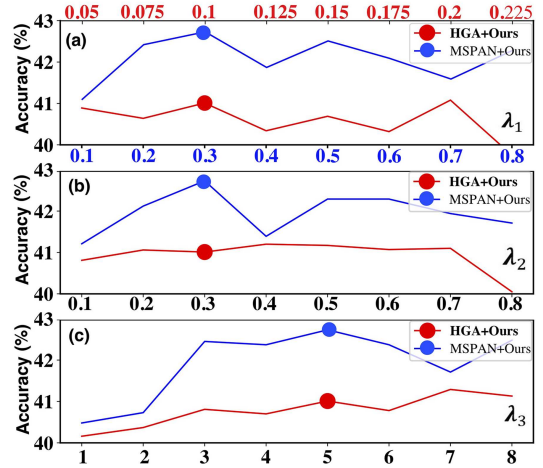 0.05 0.075 0.1 0.125 0.15 0.175 0.2 0.225
(a)
HGA+Ours
MSPAN+Ours
Accuracy (%)
43
42
41
40
λ1
0.1 0.2 0.3 0.4 0.5 0.6 0.7 0.8
(b)
HGA+Ours
MSPAN+Ours
Accuracy (%)
43
42
41
40
λ2
0.1 0.2 0.3 0.4 0.5 0.6 0.7 0.8
(c)
HGA+Ours
MSPAN+Ours
Accuracy (%)
43
42
41
40
λ3
1 2 3 4 5 6 7 8